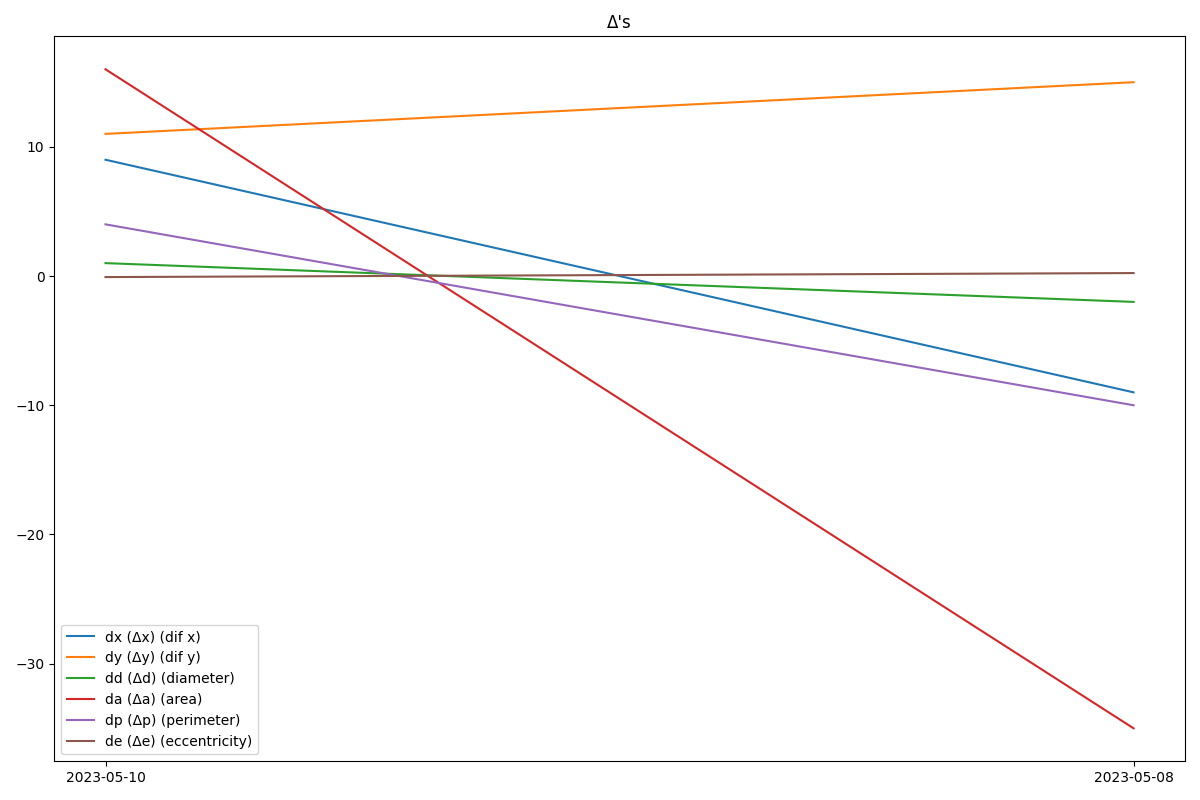 Δ's
10
0
−10
−20
−30
dx (Δx) (dif x)
dy (Δy) (dif y)
dd (Δd) (diameter)
da (Δa) (area)
dp (Δp) (perimeter)
de (Δe) (eccentricity)
2023-05-10
2023-05-08